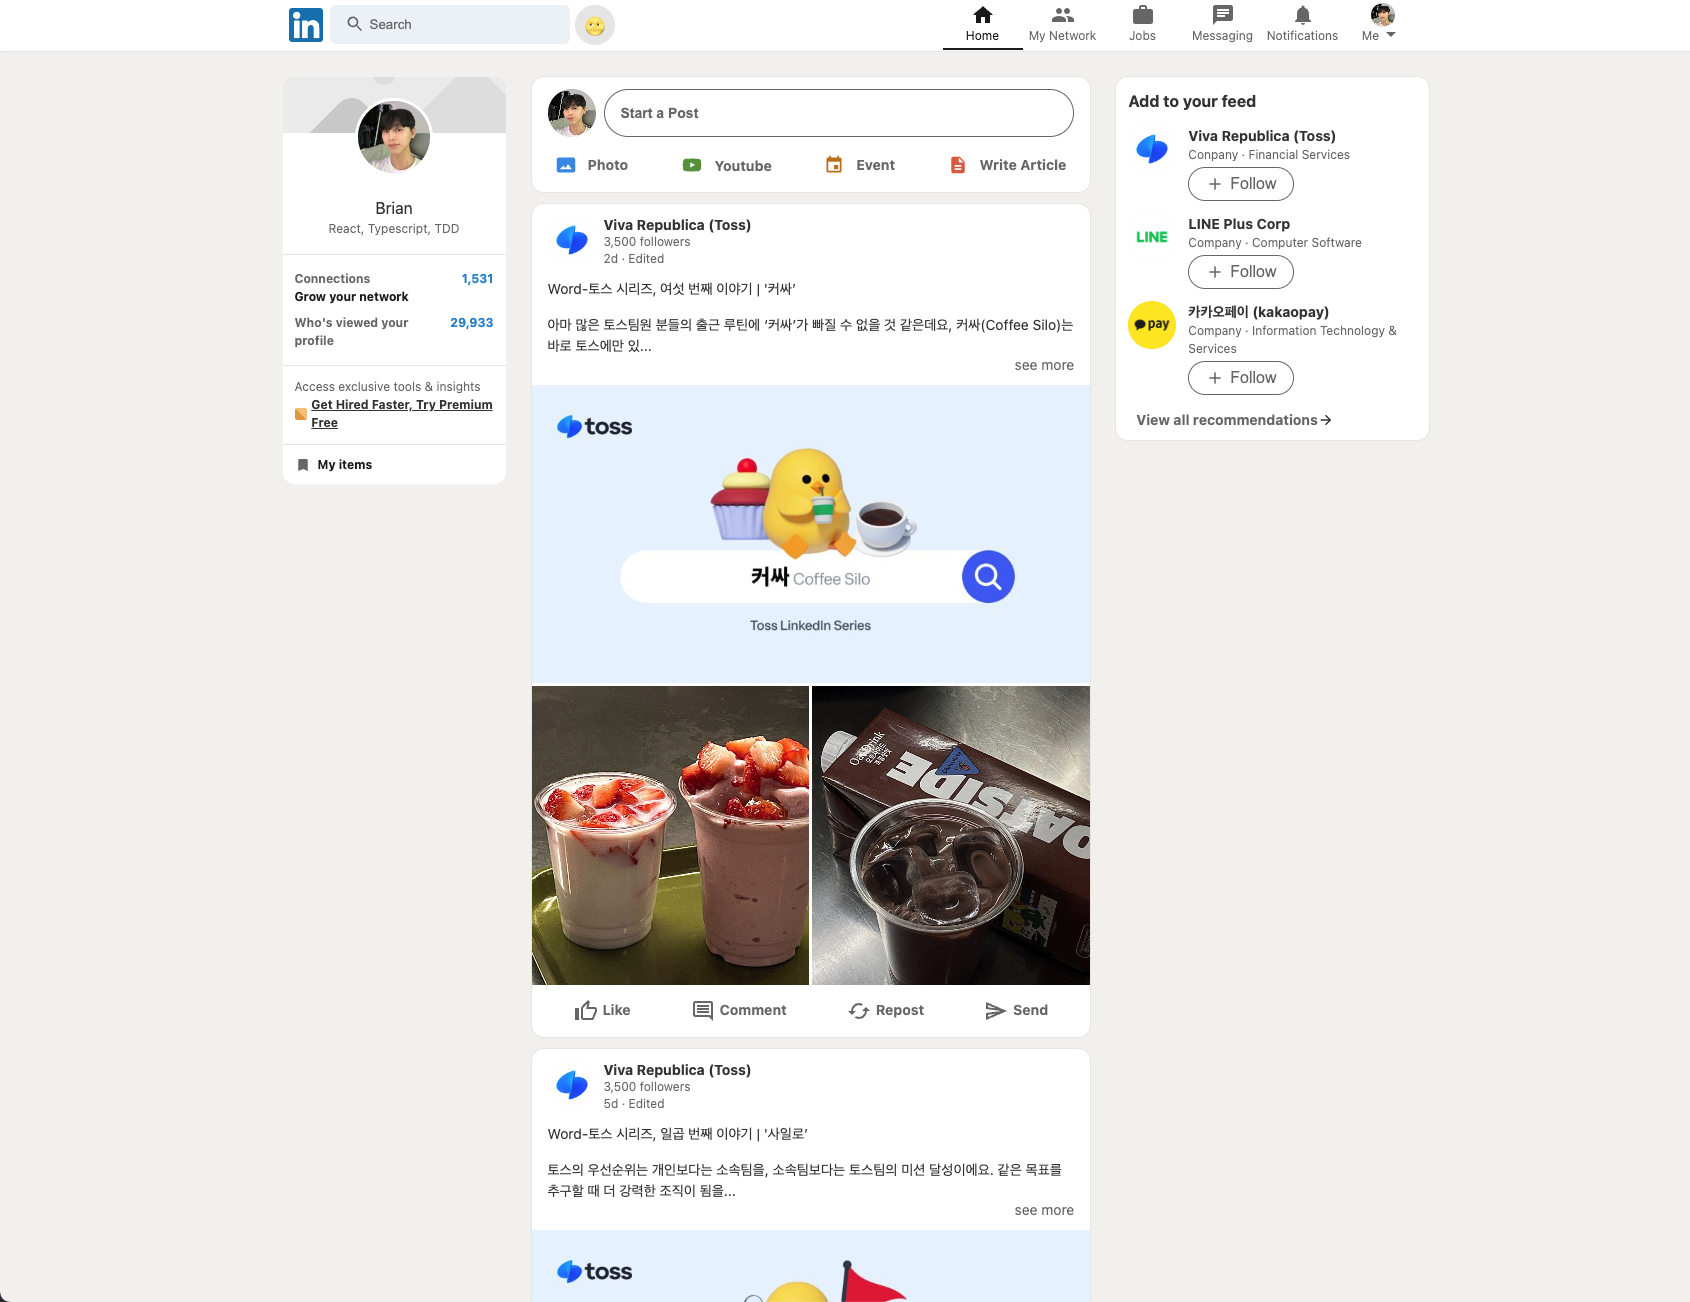 in
Search
Home
My Network
Jobs
Messaging
Notifications
Me
Brian
React, Typescript, TDD
Connections 1,531
Grow your network
Who's viewed your 29,933
profile
Access exclusive tools & insights
Get Hired Faster, Try Premium
Free
My items
Start a Post
Photo
Youtube
Event
Write Article
Viva Republica (Toss)
3,500 followers
2d · Edited
Word-토스 시리즈, 여섯 번째 이야기 | '커싸’
아마 많은 토스팀원 분들의 출근 루틴에 ‘커싸’가 빠질 수 없을 것 같은데요, 커싸(Coffee Silo)는
바로 토스에만 있...
see more
toss
커싸 Coffee Silo
Toss LinkedIn Series
OATSIDE
Like
Comment
Repost
Send
Viva Republica (Toss)
3,500 followers
5d · Edited
Word-토스 시리즈, 일곱 번째 이야기 | '사일로’
토스의 우선순위는 개인보다는 소속팀을, 소속팀보다는 토스팀의 미션 달성이에요. 같은 목표를
추구할 때 더 강력한 조직이 됨을...
see more
toss
Add to your feed
Viva Republica (Toss)
Conpany · Financial Services
+ Follow
LINE
LINE Plus Corp
Company · Computer Software
+ Follow
pay
카카오페이 (kakaopay)
Company · Information Technology &
Services
+ Follow
View all recommendations